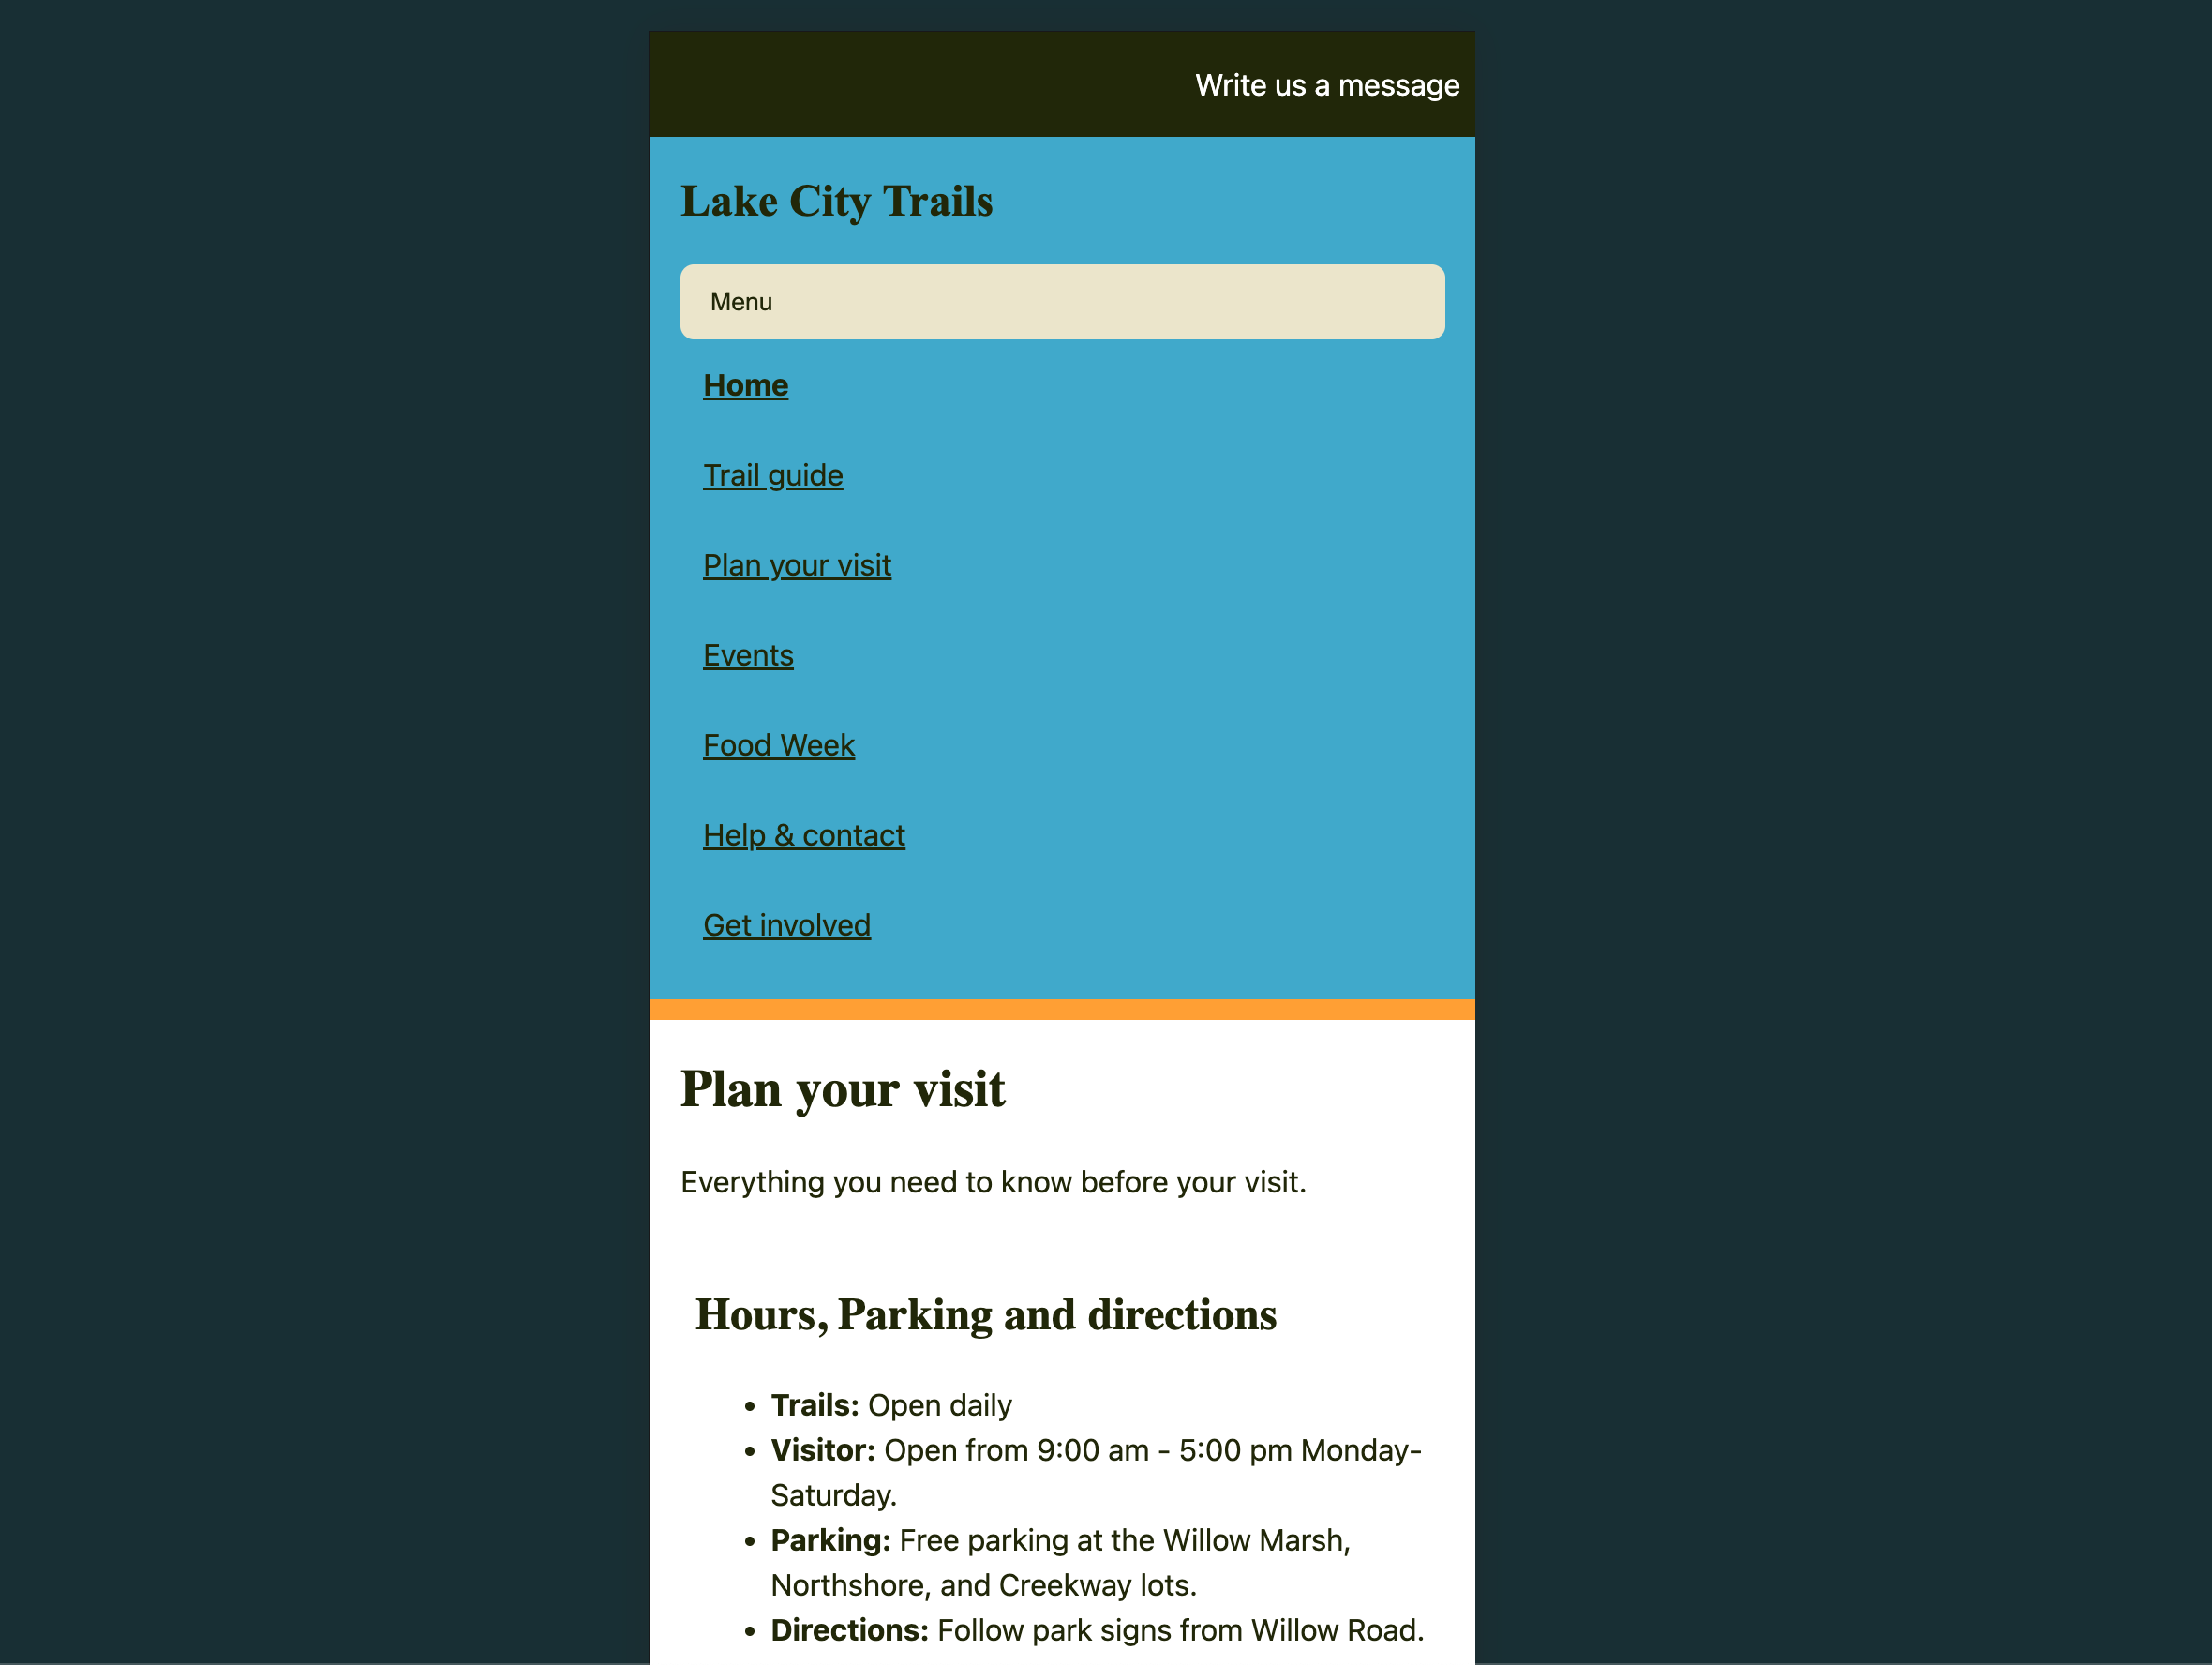 Write us a message
Lake City Trails
Menu
Home
Trail guide
Plan your visit
Events
Food Week
Help & contact
Get involved
Plan your visit
Everything you need to know before your visit.
Hours, Parking and directions
• Trails: Open daily
• Visitor: Open from 9:00 am - 5:00 pm Monday-
Saturday.
• Parking: Free parking at the Willow Marsh,
Northshore, and Creekway lots.
• Directions: Follow park signs from Willow Road.